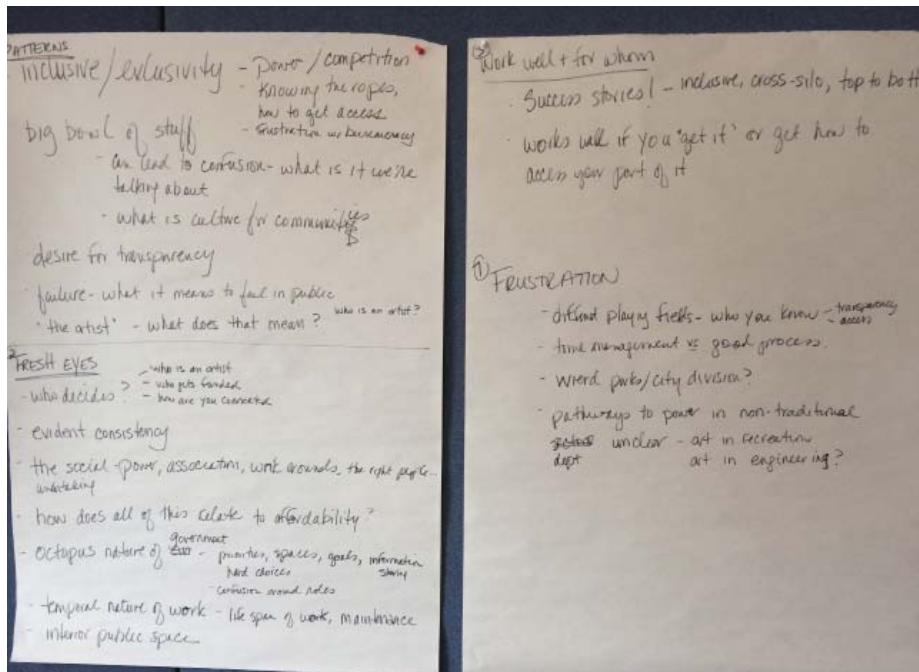 PATTERNS
- inclusive/exlusivity - power/competition
- Knowing the ropes,
how to get access
- frustration w/ bureaucracy
big bowl of stuff
- can lead to confusion - what is it we're
talking about
- what is culture for communities
desire for transparency
failure - what it means to fail in public
"the artist" - what does that mean? who is an artist?
FRESH EYES
- who decides?
- who is an artist
- who gets funded
- how are you connected
- evident consistency
- the social - power, association, work arounds, the right people...
undertaking
- how does all of this relate to affordability?
- octopus nature of government - priorities, spaces, goals, information
hard choices sharing
confusion around roles
- temporal nature of work - life span of work, maintenance
- interior public space
Work well + for whom
- Success stories! - inclusive, cross-silo, top to bott
- works well if you "get it" or get how to
access your part of it
① FRUSTRATION
- different playing fields - who you know - transparency
- access
- time management vs good process.
- wierd parks/city division?
- pathways to power in non-traditional
dept unclear - art in recreation
art in engineering?